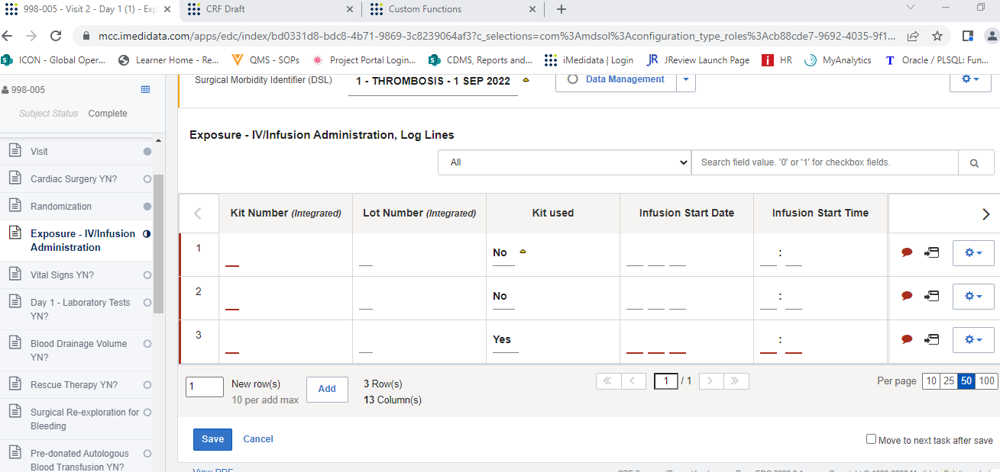 998-005 - Visit 2 - Day 1 (1) - Exp
CRF Draft
Custom Functions
mcc.imedidata.com/apps/edc/index/bd0331d8-bdc8-4b71-9869-3c8239064af3?c_selections=com%3Amdsol%3Aconfiguration_type_roles%3Acb88cde7-9692-4035-9f1...
ICON - Global Oper... Learner Home - Re... QMS - SOPs Project Portal Login... CDMS, Reports and... iMedidata | Login JReview Launch Page HR MyAnalytics Oracle / PLSQL: Fun...
998-005
Subject Status Complete
Visit
Cardiac Surgery YN?
Randomization
Exposure - IV/Infusion
Administration
Vital Signs YN?
Day 1 - Laboratory Tests
YN?
Blood Drainage Volume
YN?
Rescue Therapy YN?
Surgical Re-exploration for
Bleeding
Pre-donated Autologous
Blood Transfusion YN?
Surgical Morbidity Identifier (DSL) 1 - THROMBOSIS - 1 SEP 2022 Data Management
Exposure - IV/Infusion Administration, Log Lines
All Search field value. '0' or '1' for checkbox fields.
Kit Number (Integrated) Lot Number (Integrated) Kit used Infusion Start Date Infusion Start Time
1 No :
2 No :
3 Yes :
1 New row(s) Add 3 Row(s) 1 / 1 Per page 10 25 50 100
10 per add max 13 Column(s)
Save Cancel Move to next task after save
View PDF